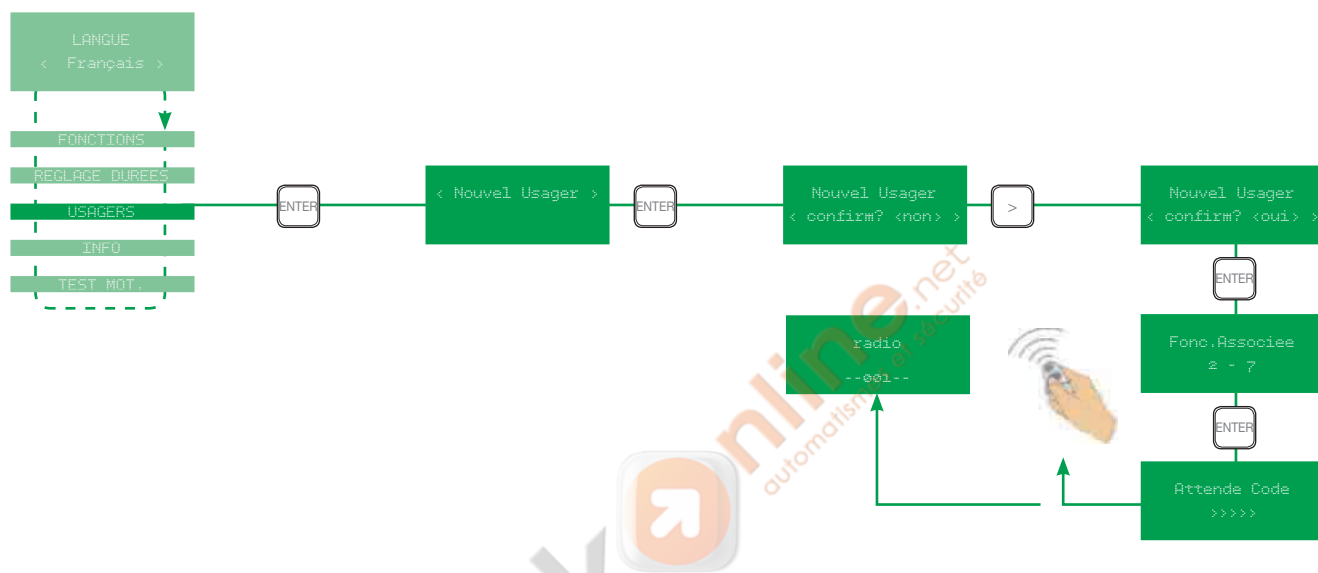 LANGUE
< Français >
FONCTIONS
REGLAGE DUREES
USAGERS
INFO
TEST MOT.
ENTER
< Nouvel Usager >
ENTER
Nouvel Usager
< confirm? <non> >
>
Nouvel Usager
< confirm? <oui> >
ENTER
Fonc.Associee
2 - 7
ENTER
Attende Code
>>>>>
radio
--001--
nline.net
automatismes et sécurité
k